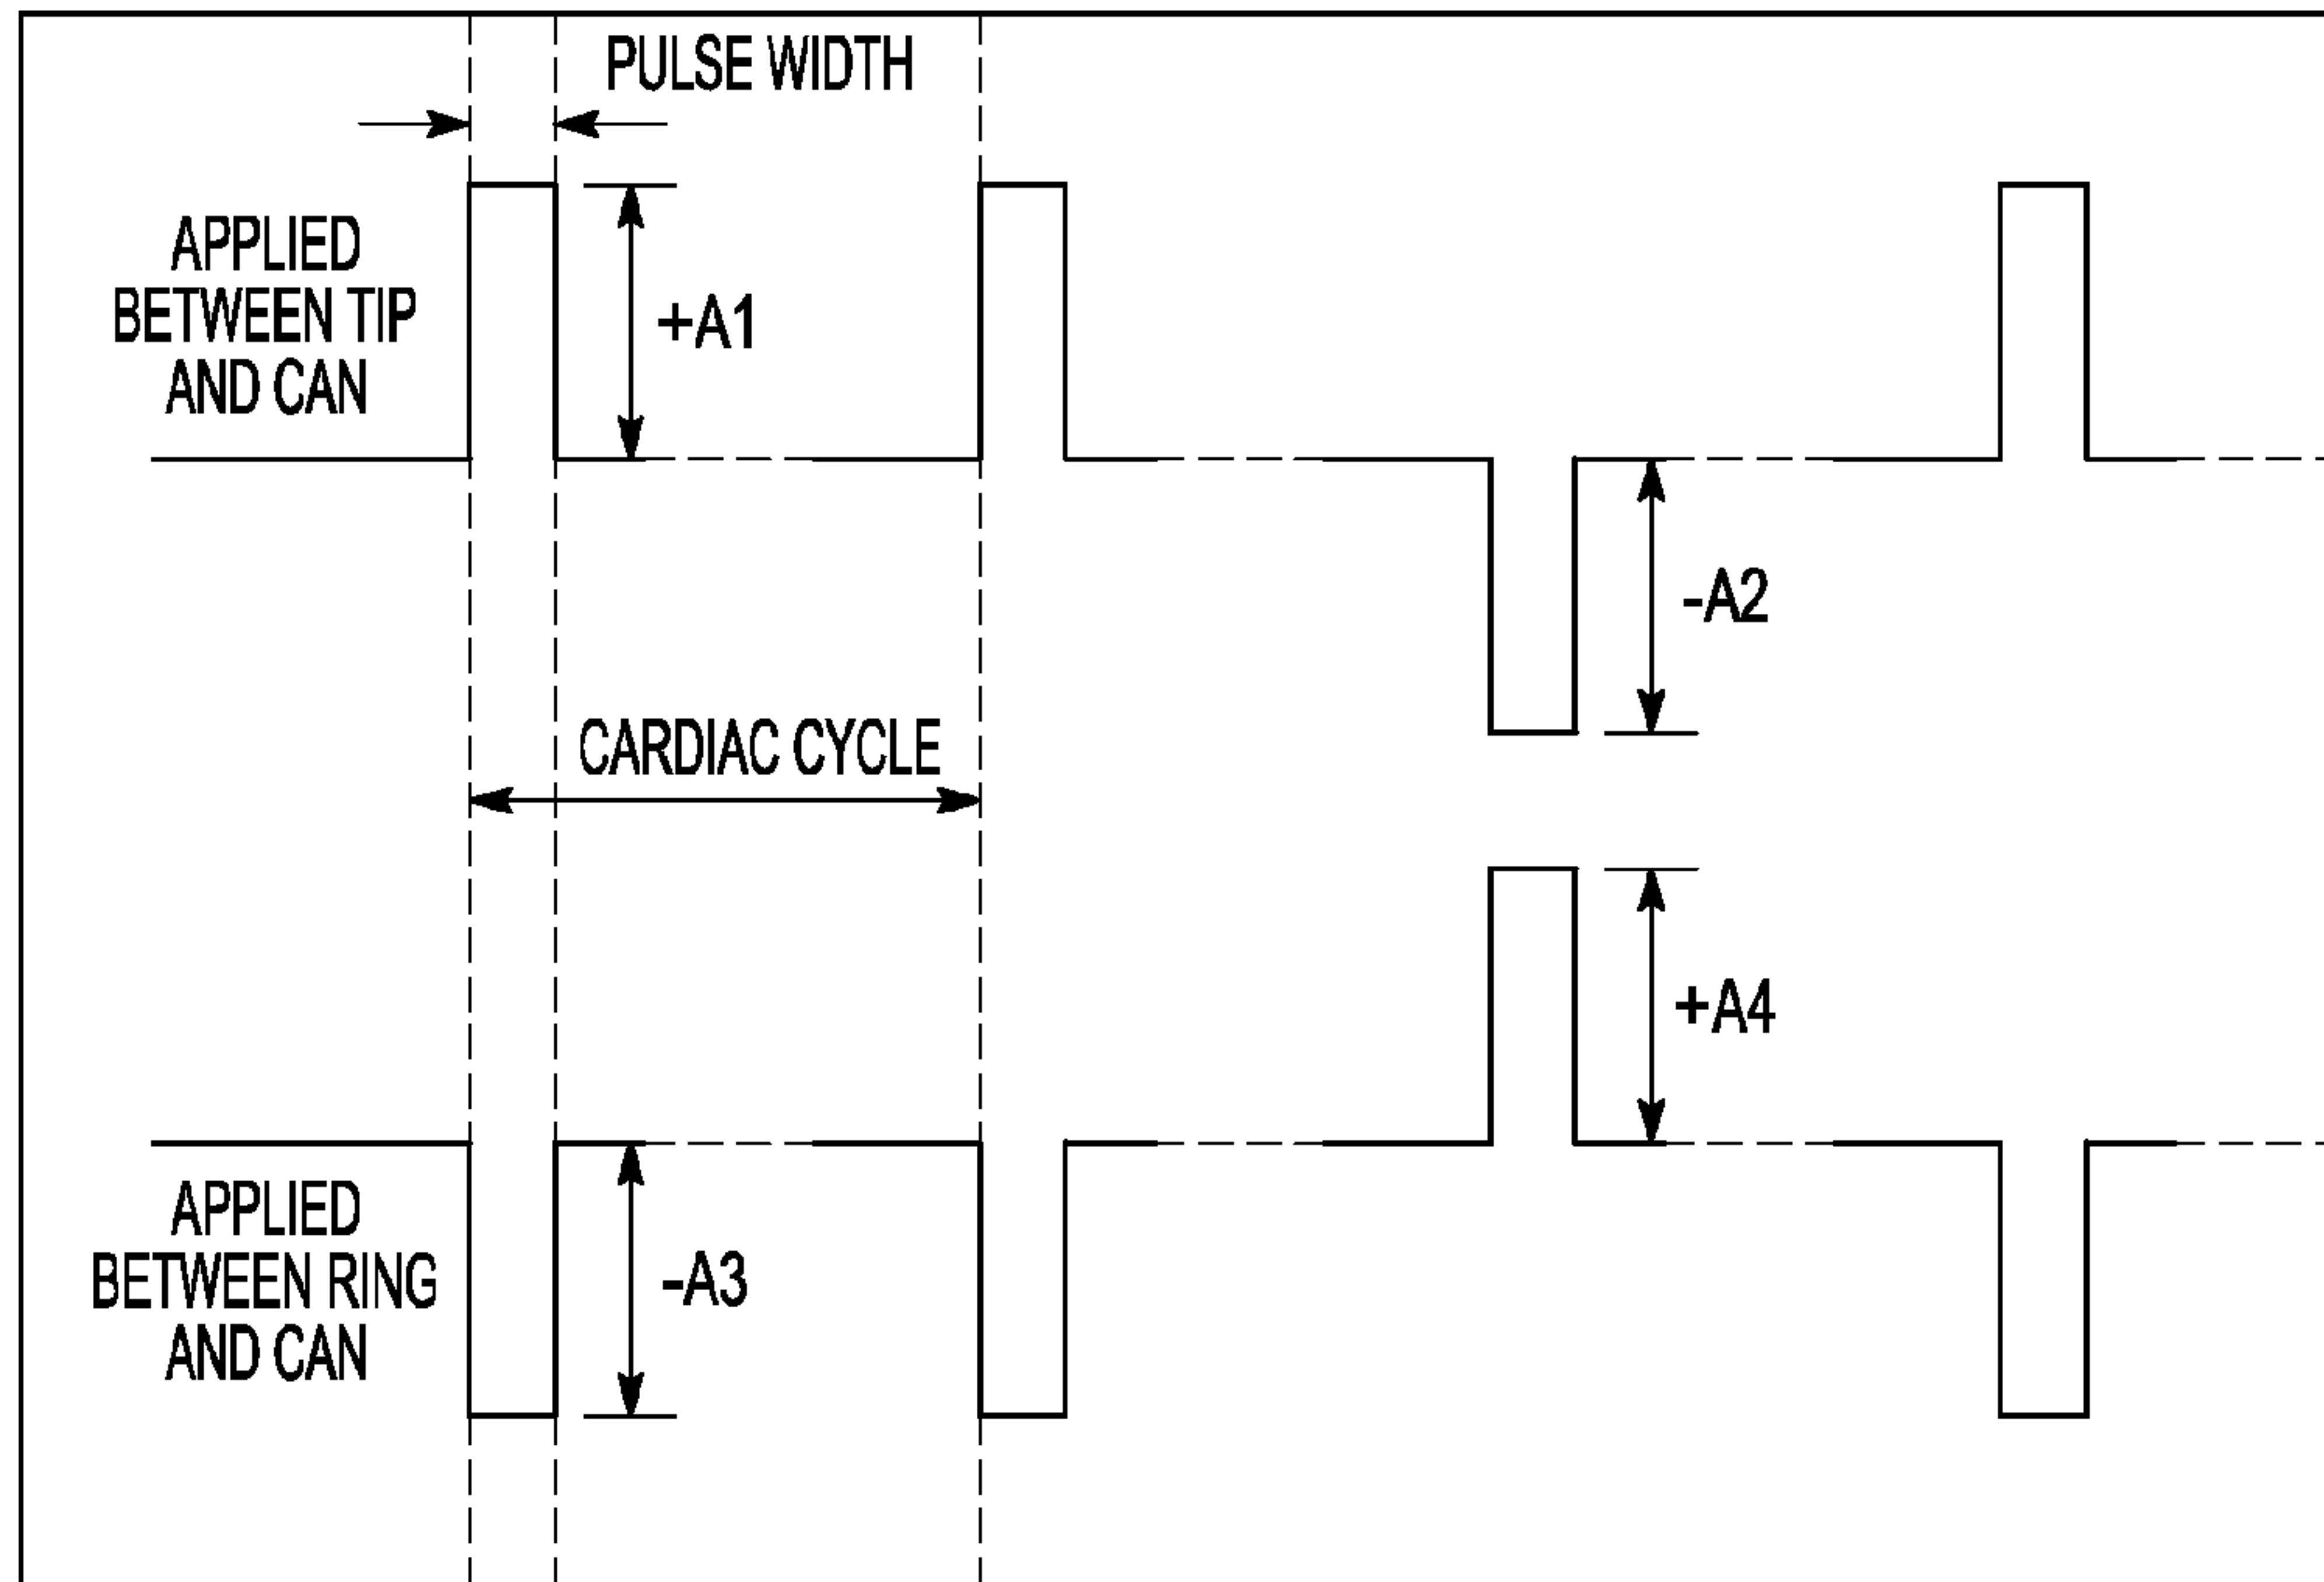 PULSE WIDTH
APPLIED
BETWEEN TIP
AND CAN
+A1
-A2
CARDIAC CYCLE
+A4
APPLIED
BETWEEN RING
AND CAN
-A3